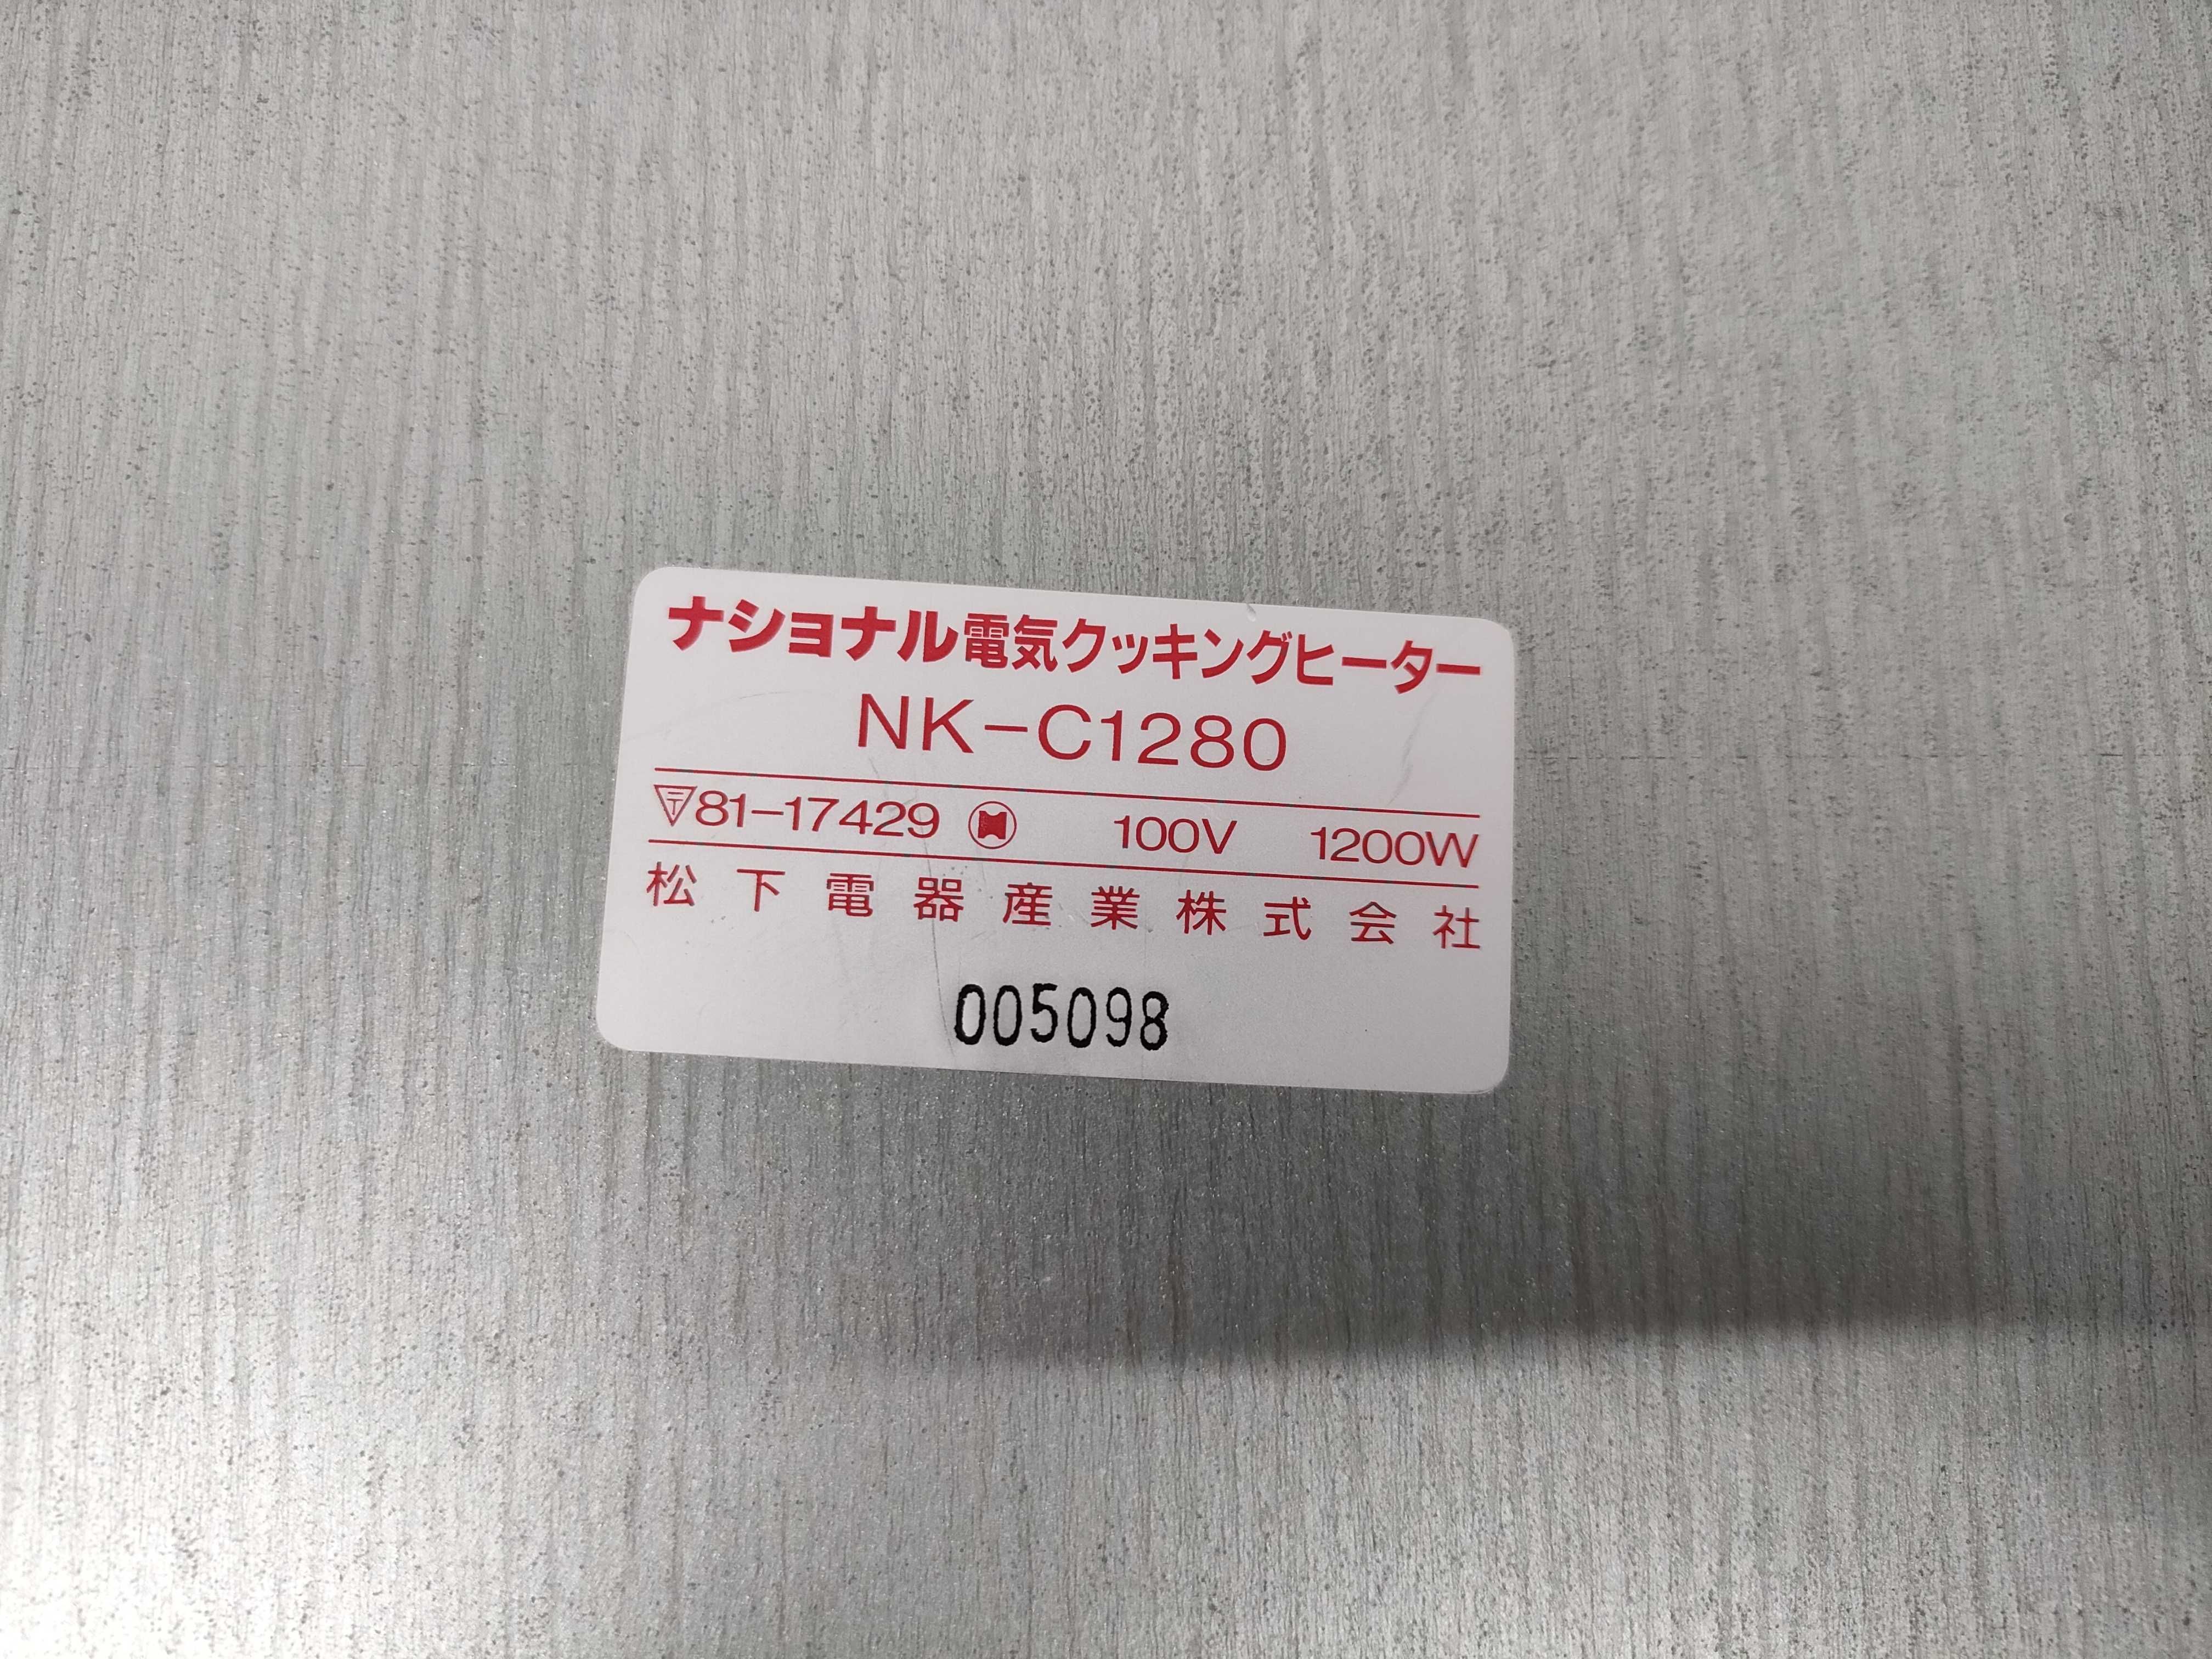 ナショナル電気クッキングヒーター
NK-C1280
81-17429 100V 1200W
松下電器産業株式会社
005098